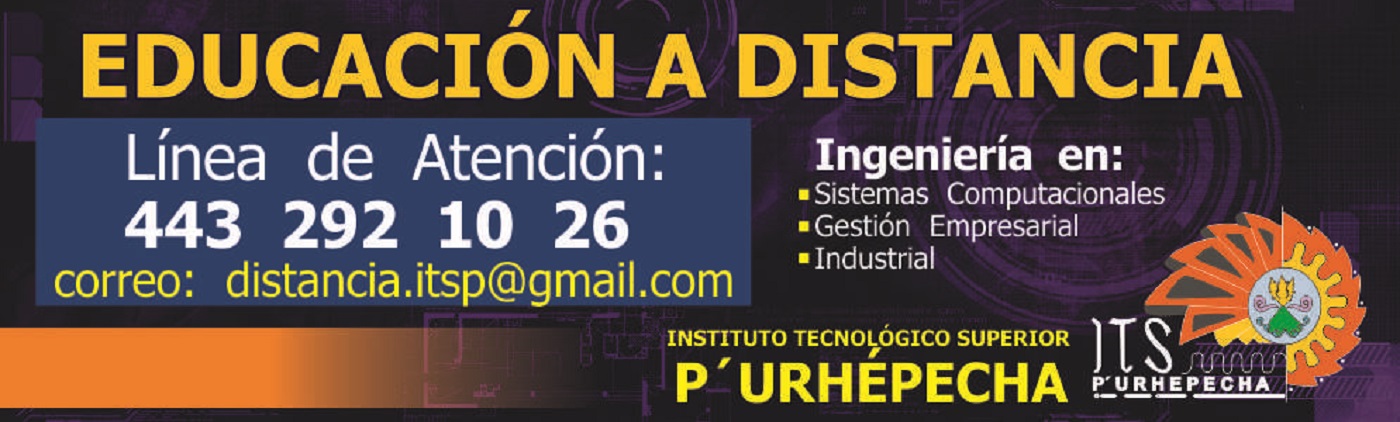 EDUCACIÓN A DISTANCIA
Línea de Atención:
443 292 10 26
correo: distancia.itsp@gmail.com
Ingeniería en:
Sistemas Computacionales
Gestión Empresarial
Industrial
INSTITUTO TECNOLÓGICO SUPERIOR
P´URHÉPECHA
ITS
P'URHEPECHA